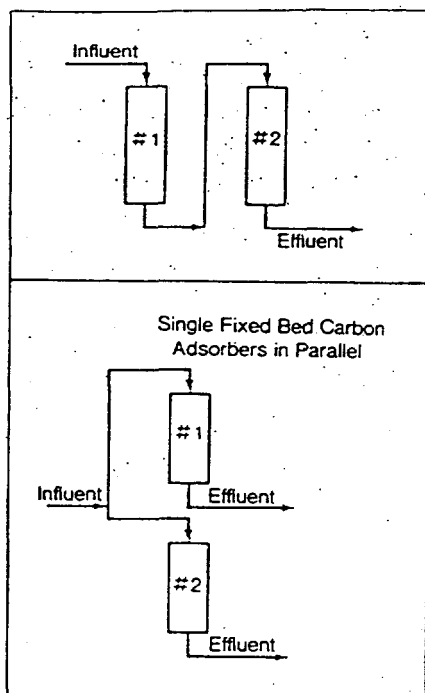 Influent
#1
#2
Effluent
Single Fixed Bed Carbon
Adsorbers in Parallel
#1
Influent
Effluent
#2
Effluent